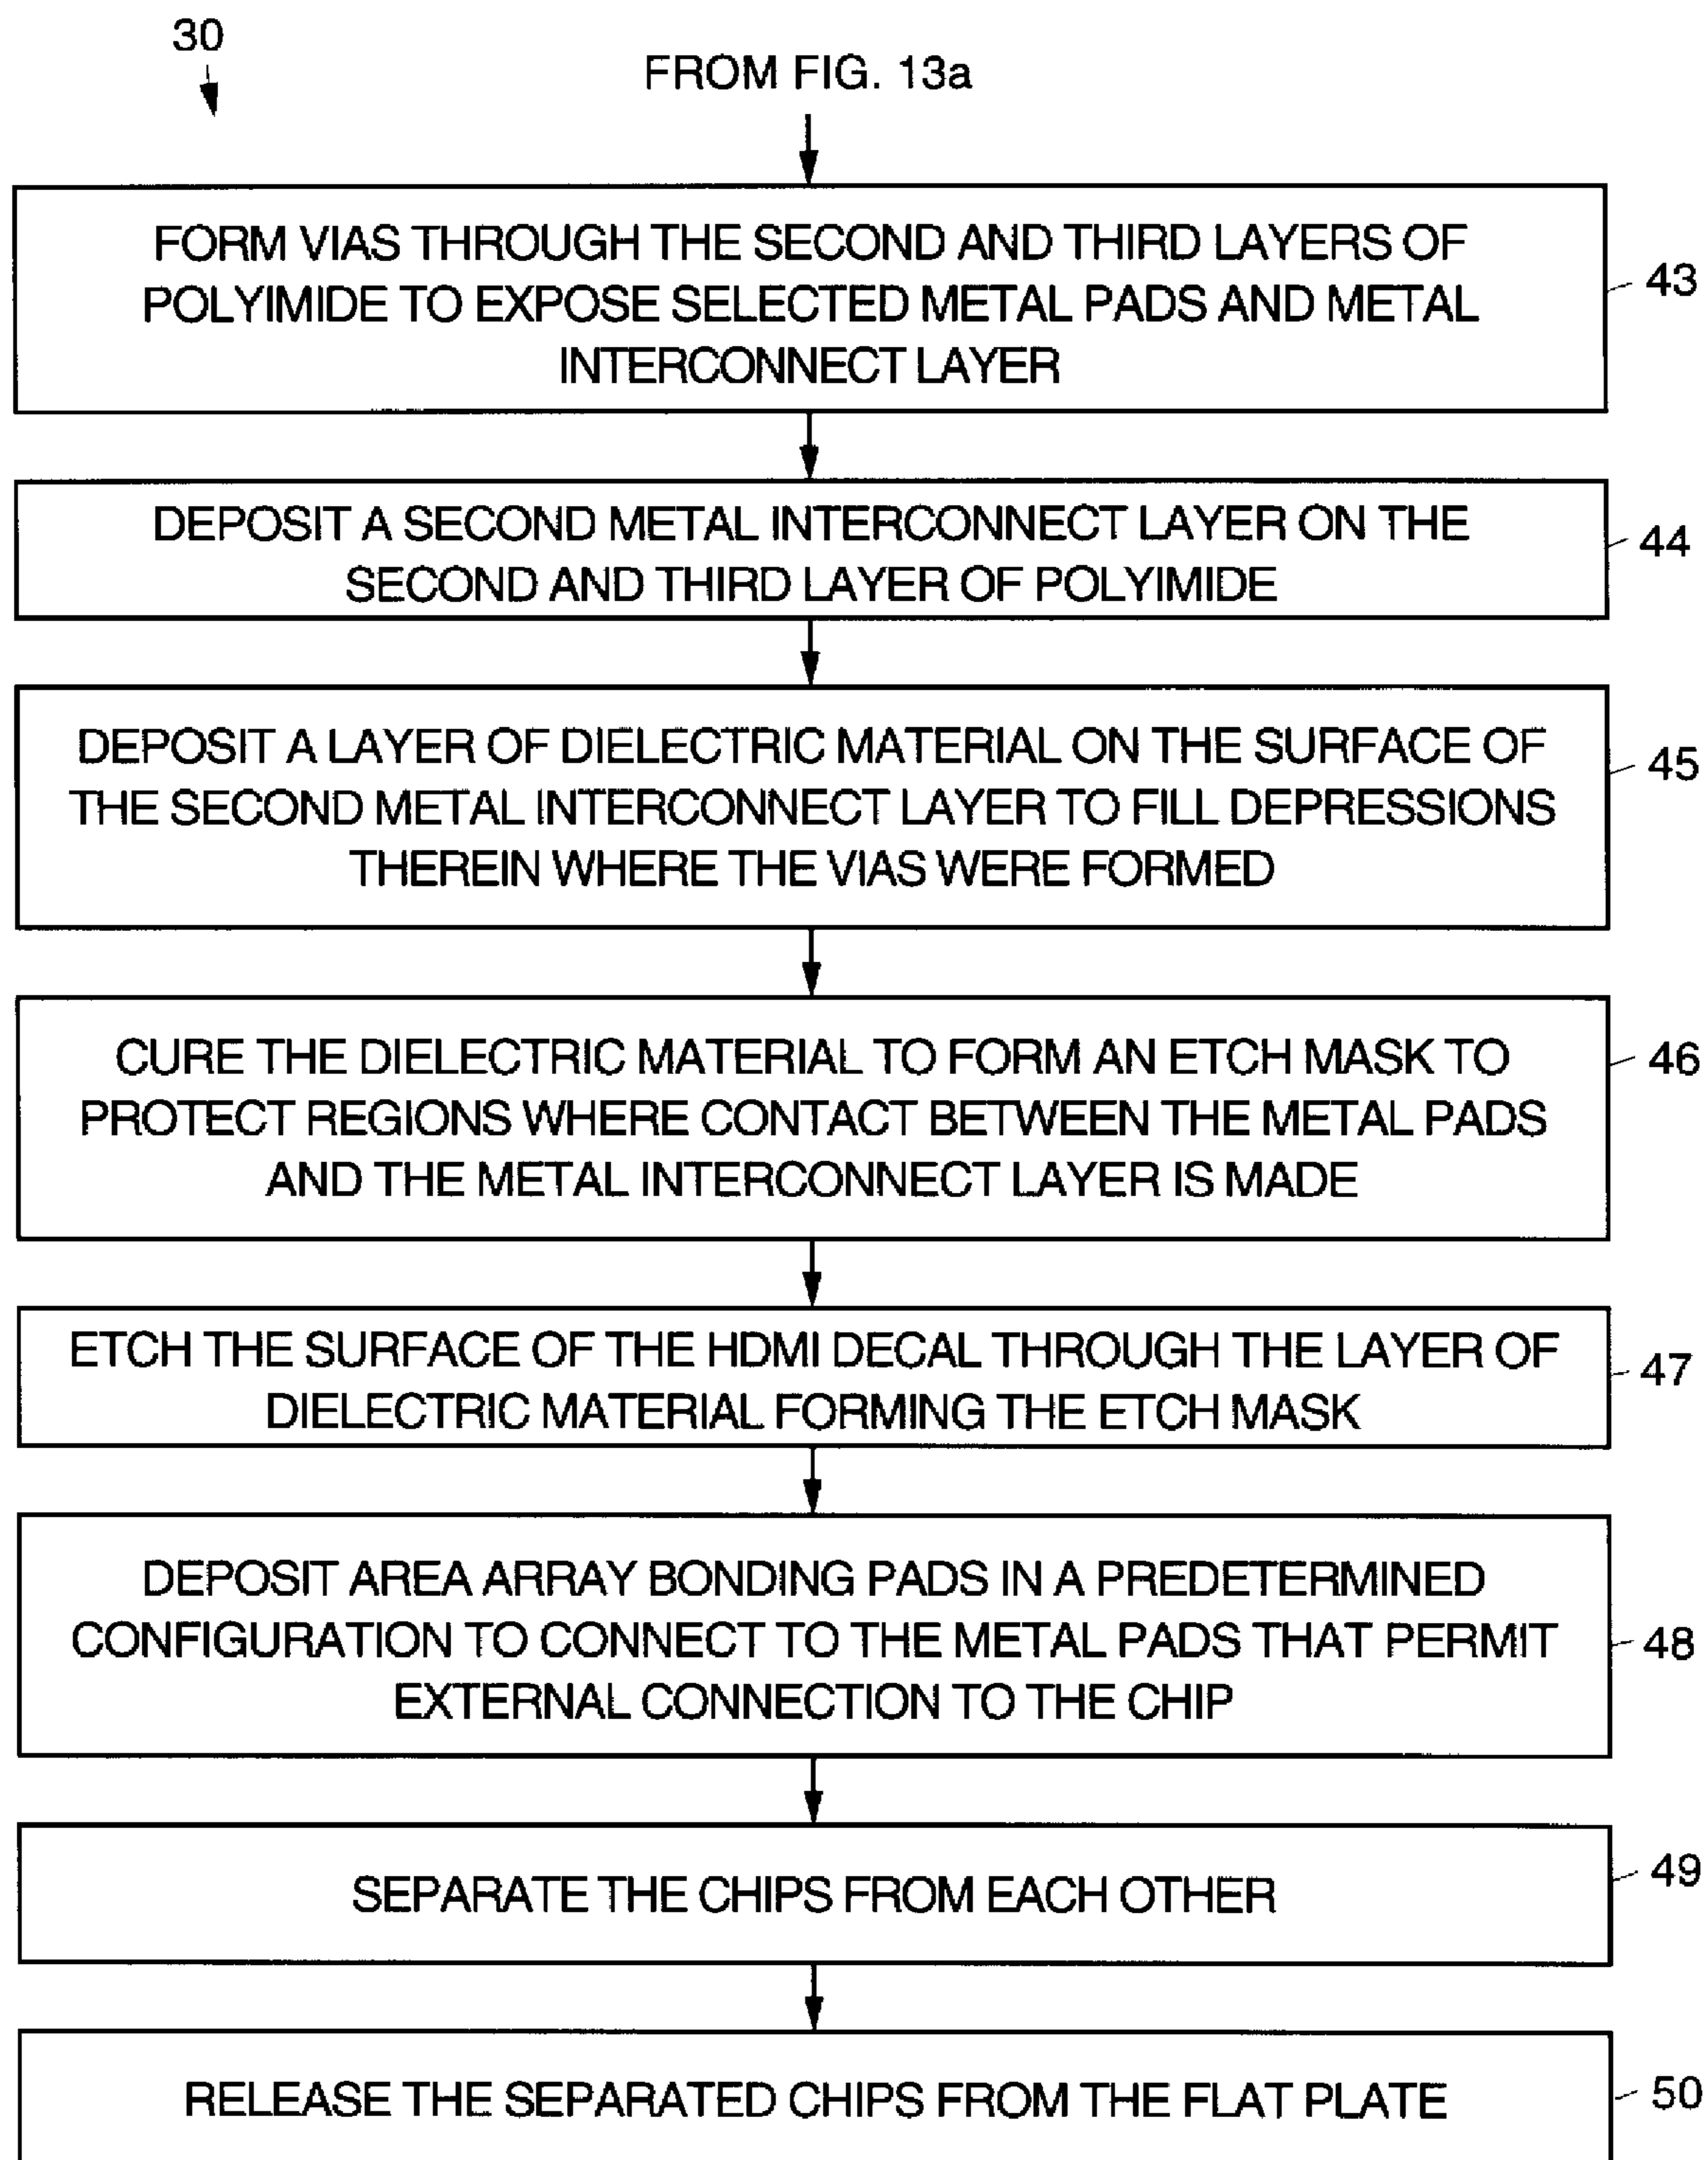 30
FROM FIG. 13a
FORM VIAS THROUGH THE SECOND AND THIRD LAYERS OF
POLYIMIDE TO EXPOSE SELECTED METAL PADS AND METAL
INTERCONNECT LAYER
43
DEPOSIT A SECOND METAL INTERCONNECT LAYER ON THE
SECOND AND THIRD LAYER OF POLYIMIDE
44
DEPOSIT A LAYER OF DIELECTRIC MATERIAL ON THE SURFACE OF
THE SECOND METAL INTERCONNECT LAYER TO FILL DEPRESSIONS
THEREIN WHERE THE VIAS WERE FORMED
45
CURE THE DIELECTRIC MATERIAL TO FORM AN ETCH MASK TO
PROTECT REGIONS WHERE CONTACT BETWEEN THE METAL PADS
AND THE METAL INTERCONNECT LAYER IS MADE
46
ETCH THE SURFACE OF THE HDMI DECAL THROUGH THE LAYER OF
DIELECTRIC MATERIAL FORMING THE ETCH MASK
47
DEPOSIT AREA ARRAY BONDING PADS IN A PREDETERMINED
CONFIGURATION TO CONNECT TO THE METAL PADS THAT PERMIT
EXTERNAL CONNECTION TO THE CHIP
48
SEPARATE THE CHIPS FROM EACH OTHER
49
RELEASE THE SEPARATED CHIPS FROM THE FLAT PLATE
50